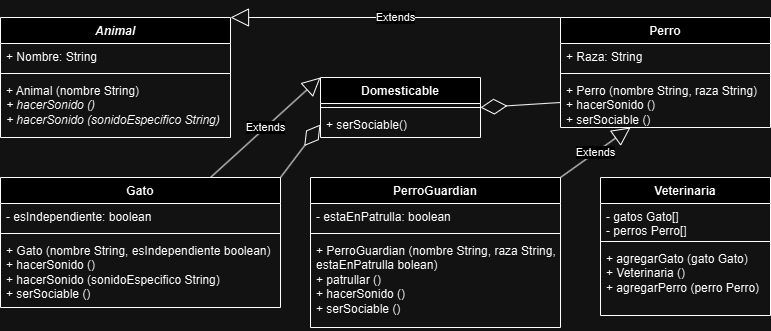 Animal
+ Nombre: String
+ Animal (nombre String)
+ hacerSonido ()
+ hacerSonido (sonidoEspecifico String)
Extends
Perro
+ Raza: String
+ Perro (nombre String, raza String)
+ hacerSonido ()
+ serSociable ()
Domesticable
+ serSociable()
Extends
Extends
Gato
- esIndependiente: boolean
+ Gato (nombre String, esIndependiente boolean)
+ hacerSonido ()
+ hacerSonido (sonidoEspecifico String)
+ serSociable ()
PerroGuardian
- estaEnPatrulla: boolean
+ PerroGuardian (nombre String, raza String,
estaEnPatrulla bolean)
+ patrullar ()
+ hacerSonido ()
+ serSociable ()
Veterinaria
- gatos Gato[]
- perros Perro[]
+ agregarGato (gato Gato)
+ Veterinaria ()
+ agregarPerro (perro Perro)